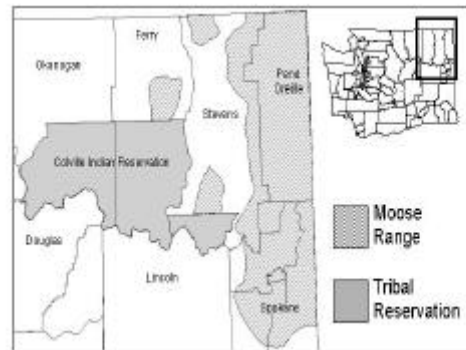 Ferry
Okanagan
Pend
Oreille
Stevens
Colville Indian Reservation
Moose
Range
Douglas
Lincoln
Tribal
Reservation
Spokane